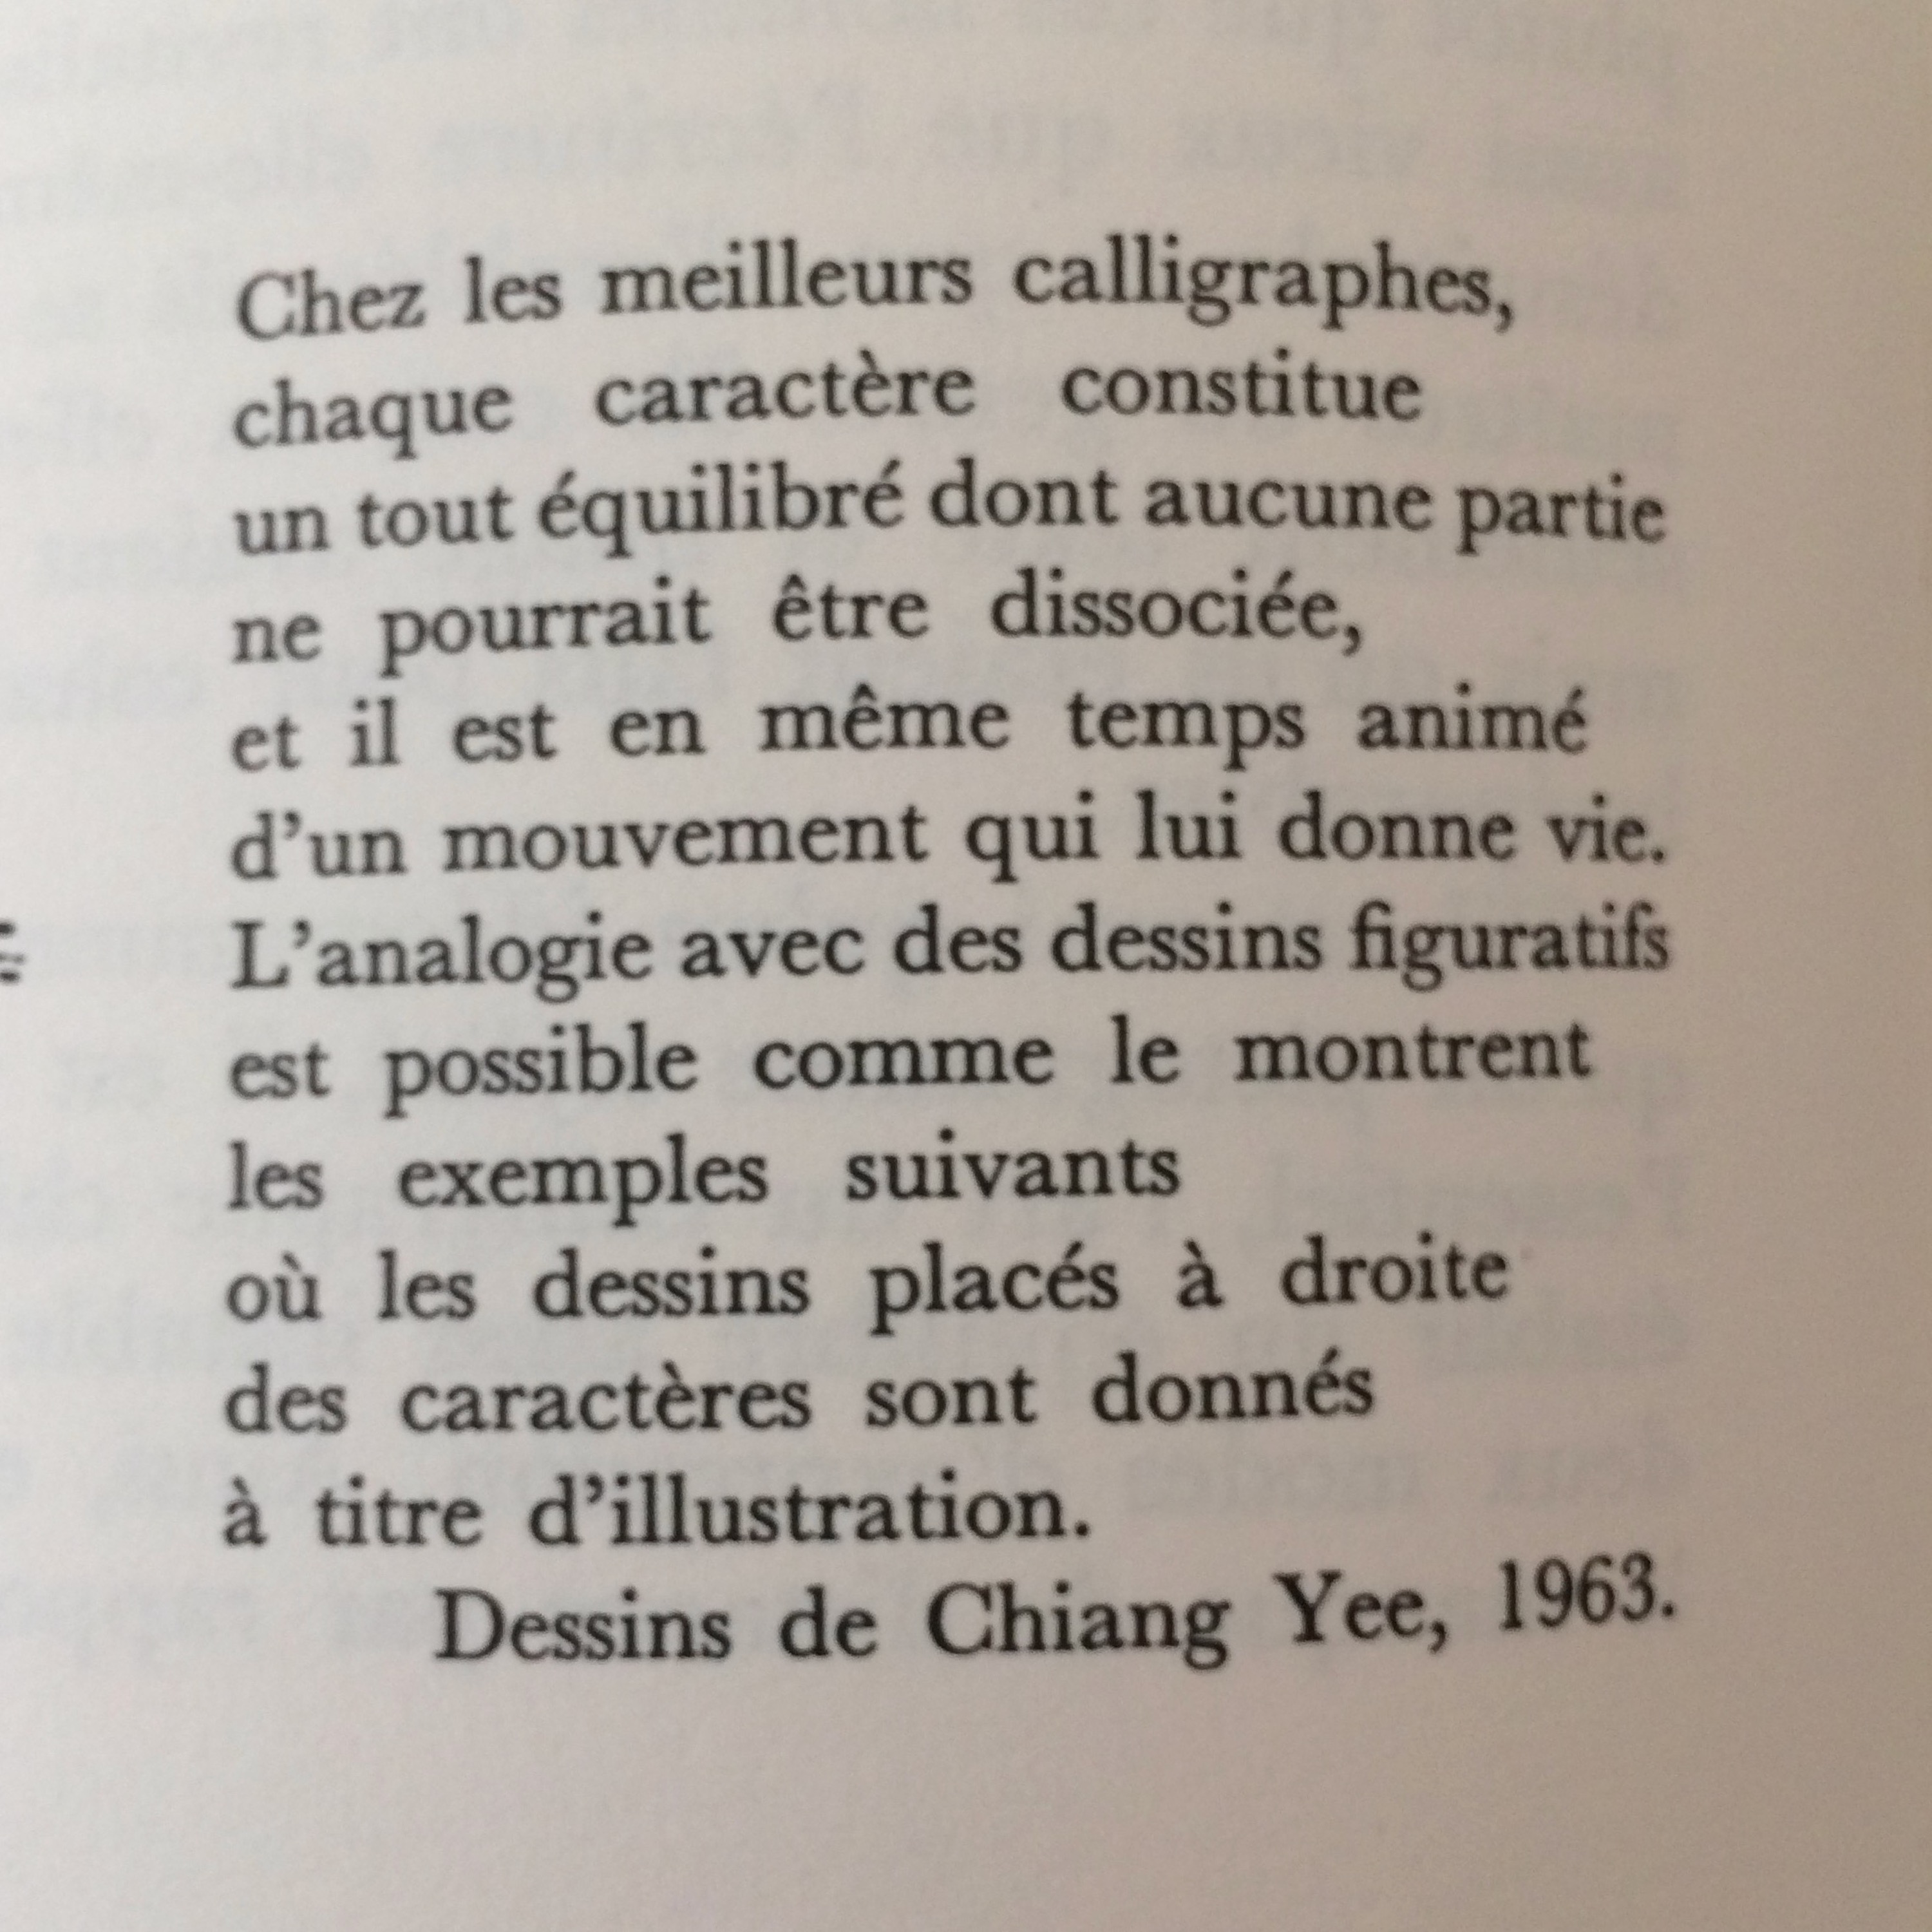 Chez les meilleurs calligraphes,
chaque caractère constitue
un tout équilibré dont aucune partie
ne pourrait être dissociée,
et il est en même temps animé
d’un mouvement qui lui donne vie.
L’analogie avec des dessins figuratifs
est possible comme le montrent
les exemples suivants
où les dessins placés à droite
des caractères sont donnés
à titre d’illustration.
Dessins de Chiang Yee, 1963.